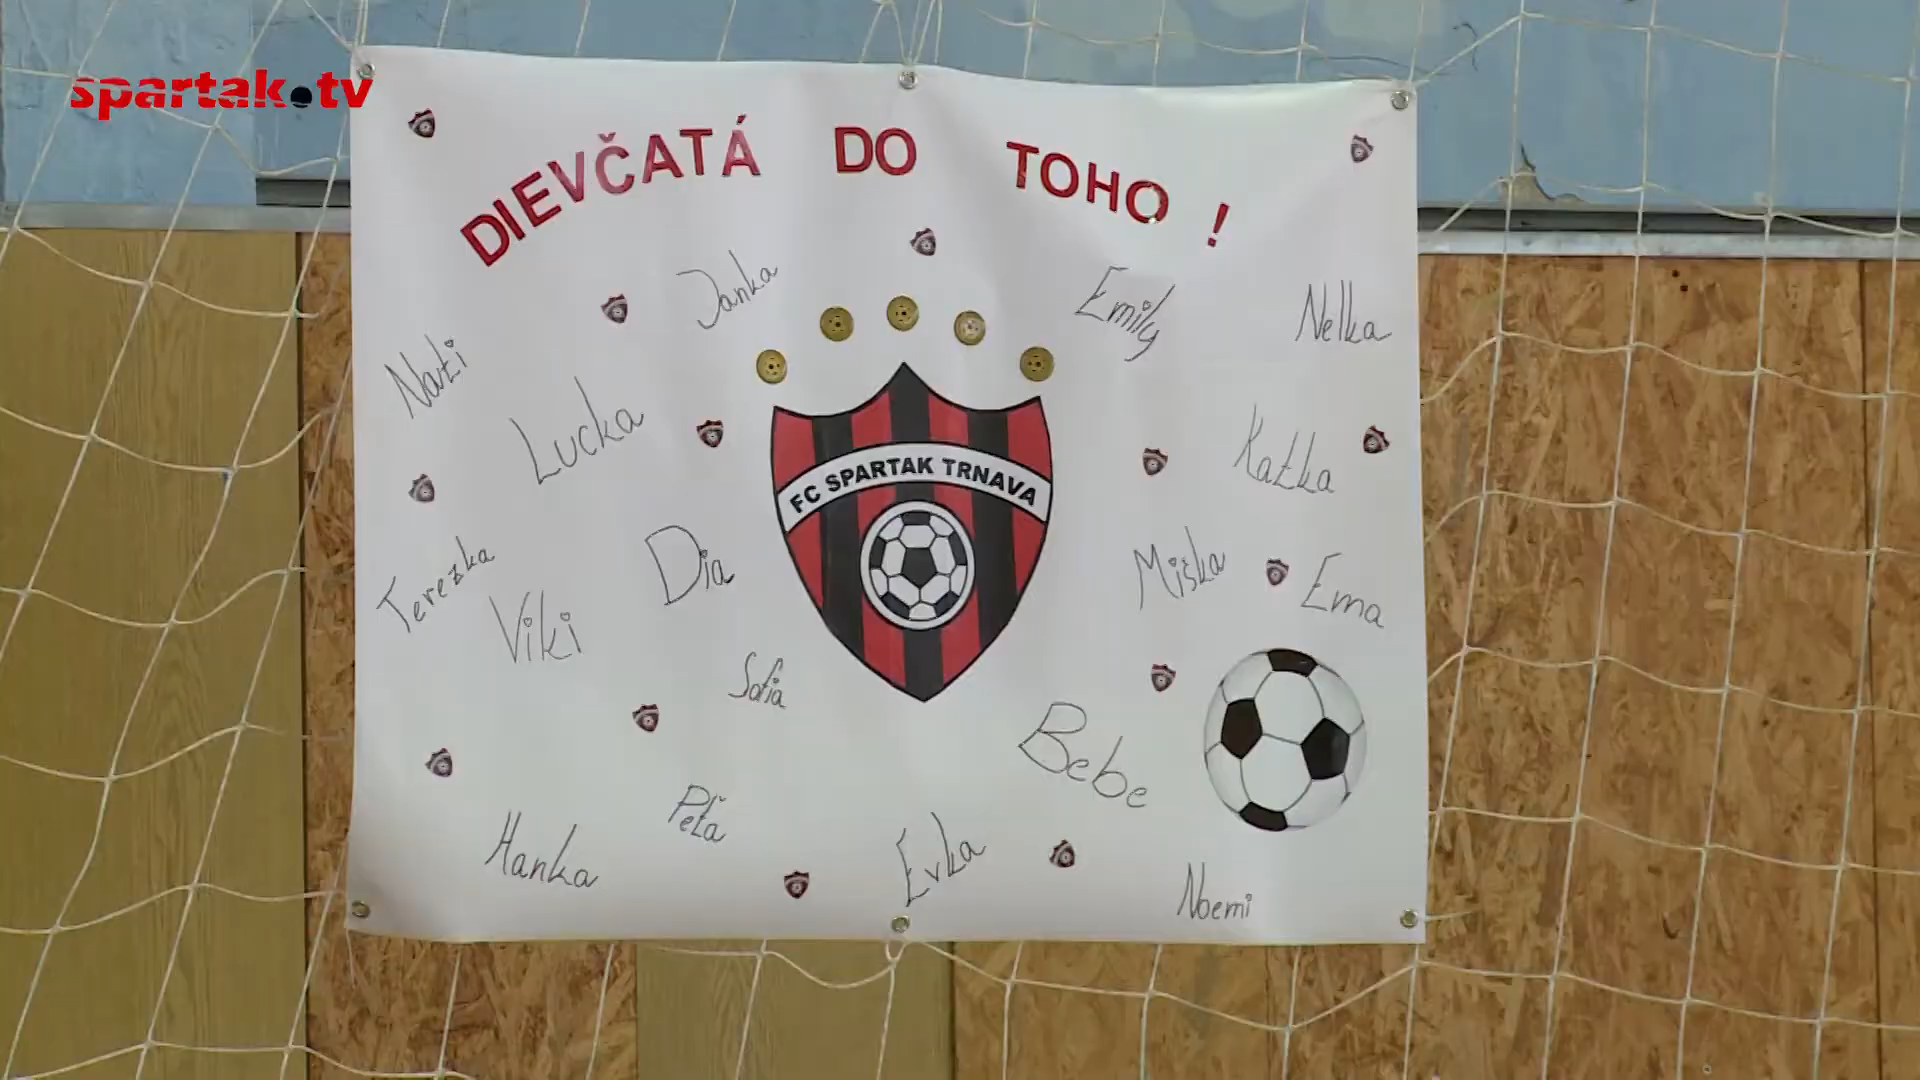 spartak.tv
DIEVČATÁ DO TOHO !
Janka
Emily
Nelka
Nati
Lucka
Katka
FC SPARTAK TRNAVA
Terezka
Viki
Dia
Miška
Ema
Sofia
Bebe
Peťa
Hanka
Evka
Noemi